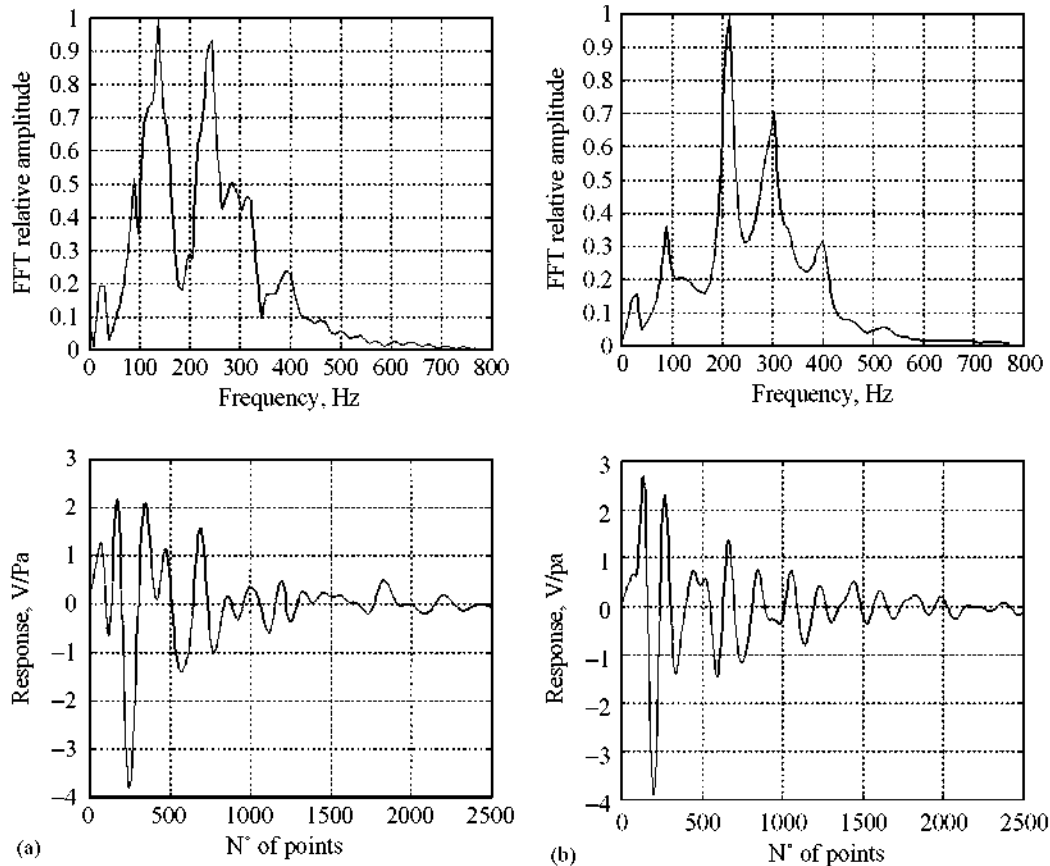 1
0.9
0.8
0.7
0.6
0.5
0.4
0.3
0.2
0.1
0
FFT relative amplitude
0 100 200 300 400 500 600 700 800
Frequency, Hz
1
0.9
0.8
0.7
0.6
0.5
0.4
0.3
0.2
0.1
0
FFT relative amplitude
0 100 200 300 400 500 600 700 800
Frequency, Hz
3
2
1
0
−1
−2
−3
−4
Response, V/Pa
0 500 1000 1500 2000 2500
N° of points
(a)
3
2
1
0
−1
−2
−3
−4
Response, V/pa
0 500 1000 1500 2000 2500
N° of points
(b)